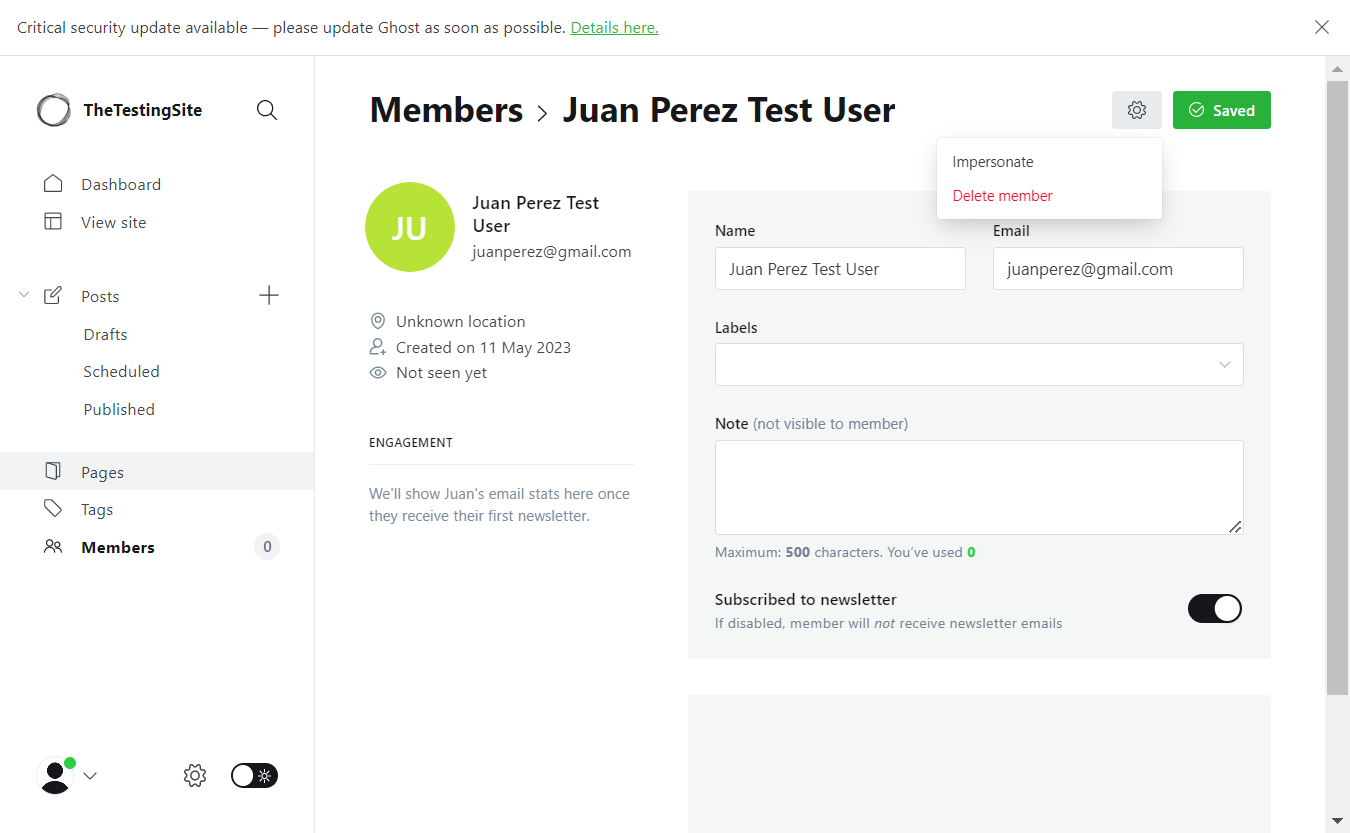 Critical security update available — please update Ghost as soon as possible. Details here.
TheTestingSite
Dashboard
View site
Posts
Drafts
Scheduled
Published
Pages
Tags
Members 0
Members > Juan Perez Test User
Saved
Impersonate
Delete member
JU
Juan Perez Test
User
juanperez@gmail.com
Unknown location
Created on 11 May 2023
Not seen yet
ENGAGEMENT
We'll show Juan's email stats here once
they receive their first newsletter.
Name
Juan Perez Test User
Email
juanperez@gmail.com
Labels
Note (not visible to member)
Maximum: 500 characters. You’ve used 0
Subscribed to newsletter
If disabled, member will not receive newsletter emails